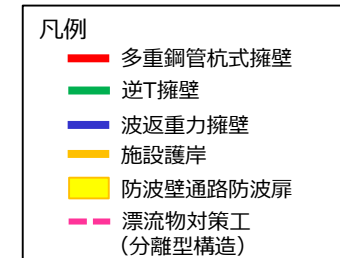 凡例
多重鋼管杭式擁壁
逆T擁壁
波返重力擁壁
施設護岸
防波壁通路防波扉
漂流物対策工
（分離型構造）